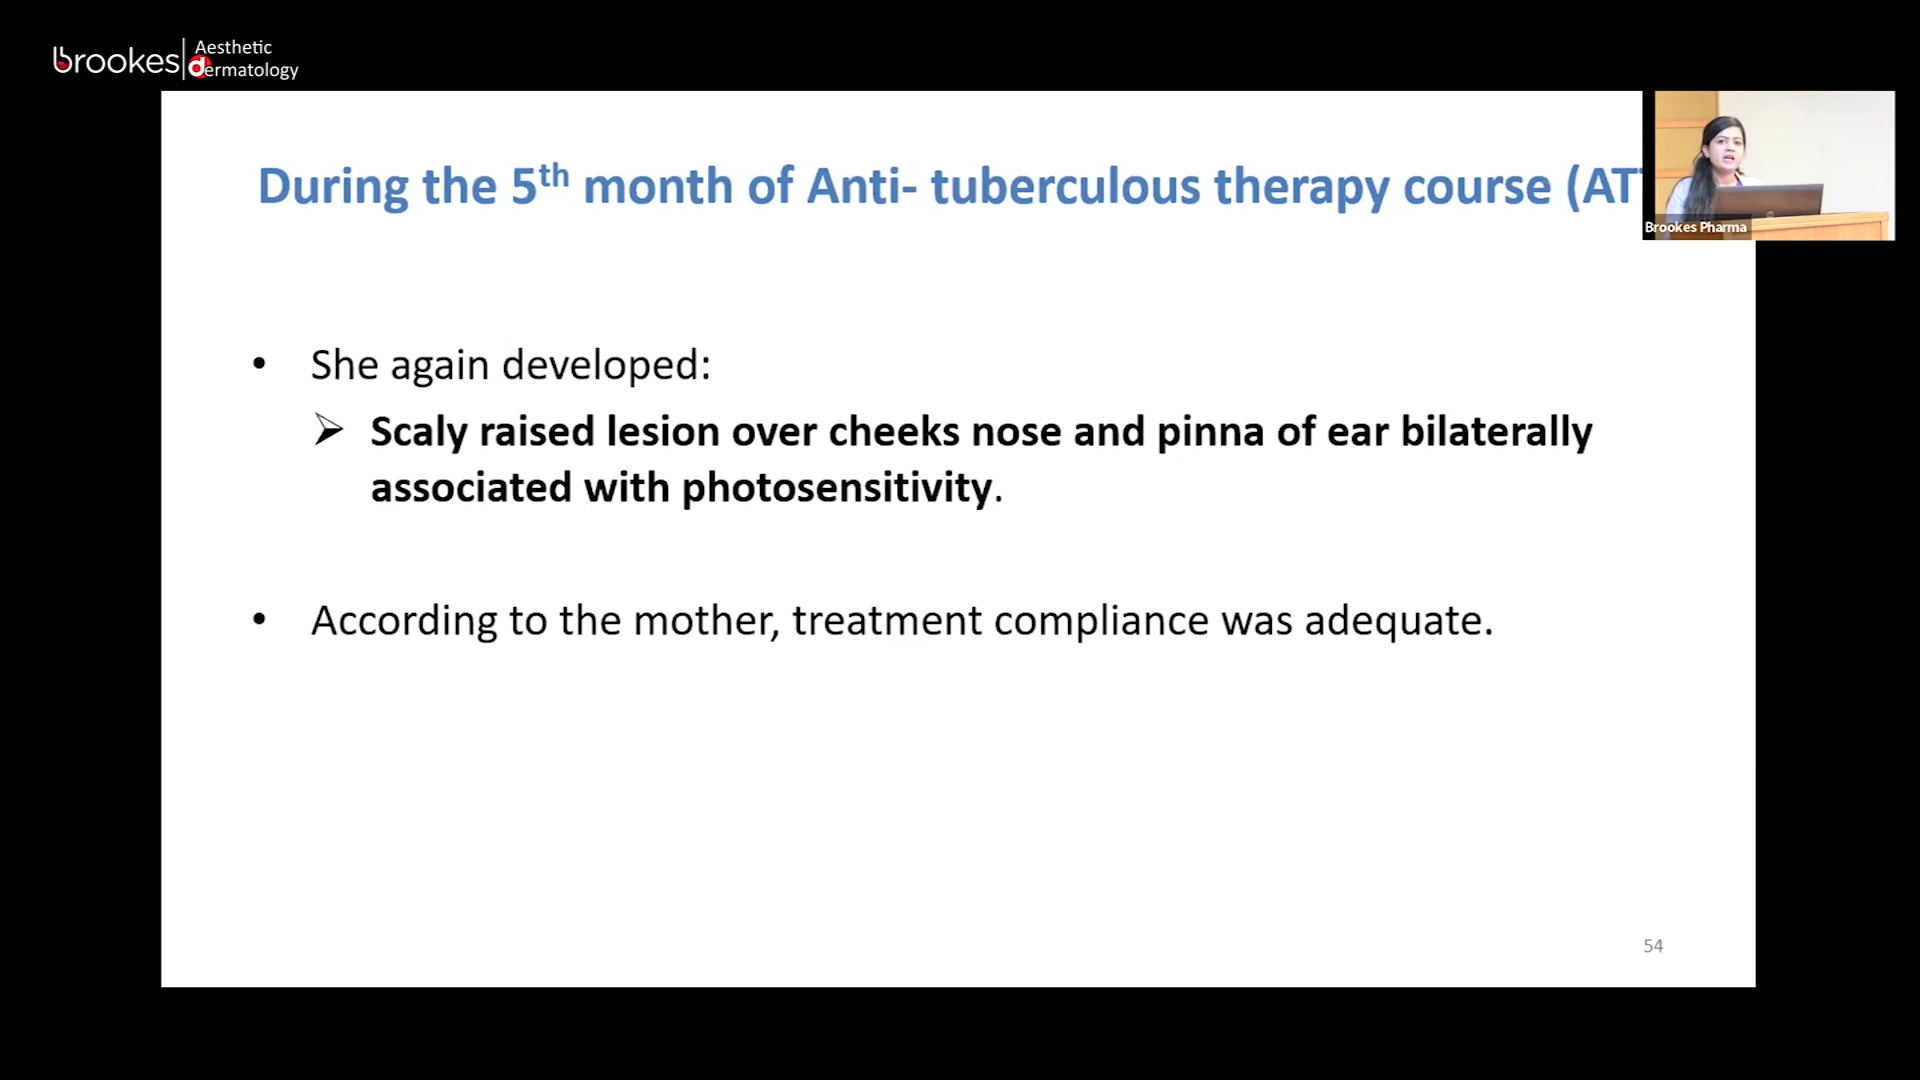 brookes
Aesthetic
dermatology
During the 5th month of Anti- tuberculous therapy course (AT
Brookes Pharma
• She again developed:
➢ Scaly raised lesion over cheeks nose and pinna of ear bilaterally
associated with photosensitivity.
• According to the mother, treatment compliance was adequate.
54